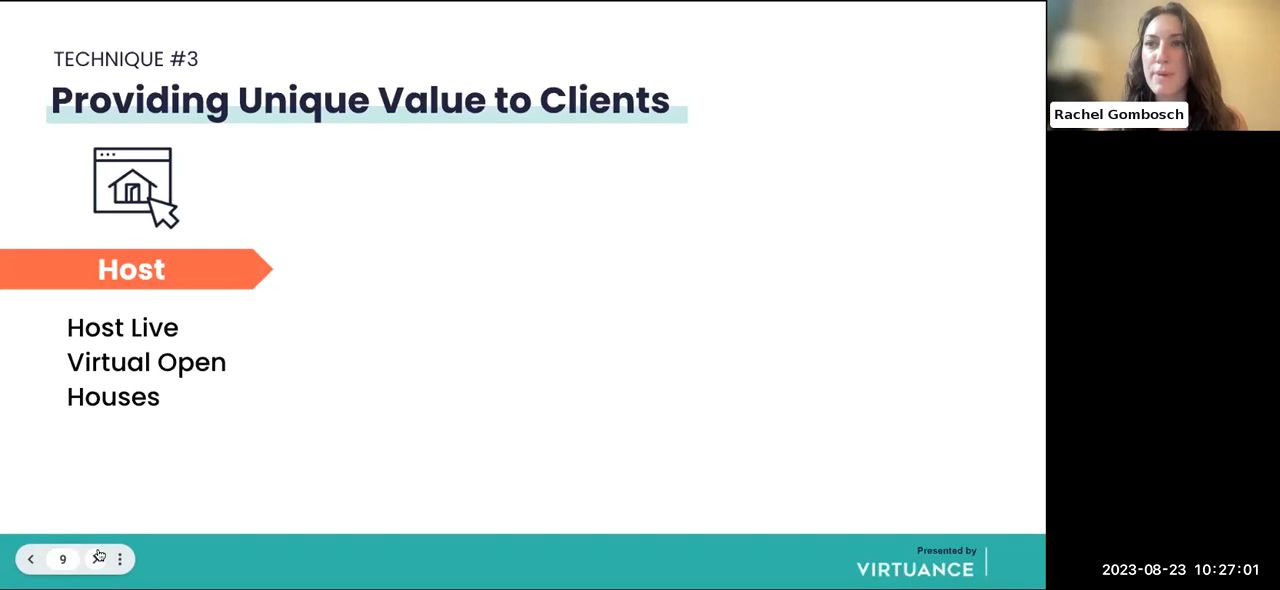 TECHNIQUE #3
Providing Unique Value to Clients
Host
Host Live
Virtual Open
Houses
9
Presented by
VIRTUANCE
Rachel Gombosch
2023-08-23 10:27:01